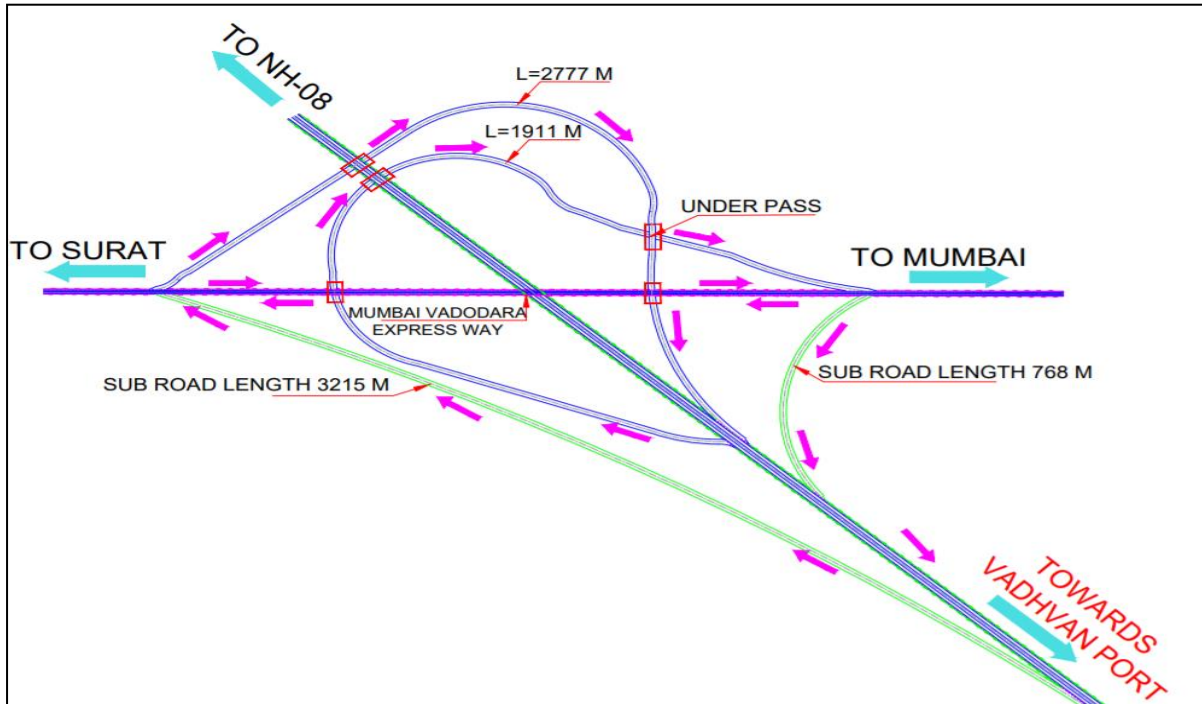 TO NH-08
L=2777 M
L=1911 M
UNDER PASS
TO SURAT
TO MUMBAI
MUMBAI VADODARA
EXPRESS WAY
SUB ROAD LENGTH 3215 M
SUB ROAD LENGTH 768 M
TOWARDS
VADHVAN PORT